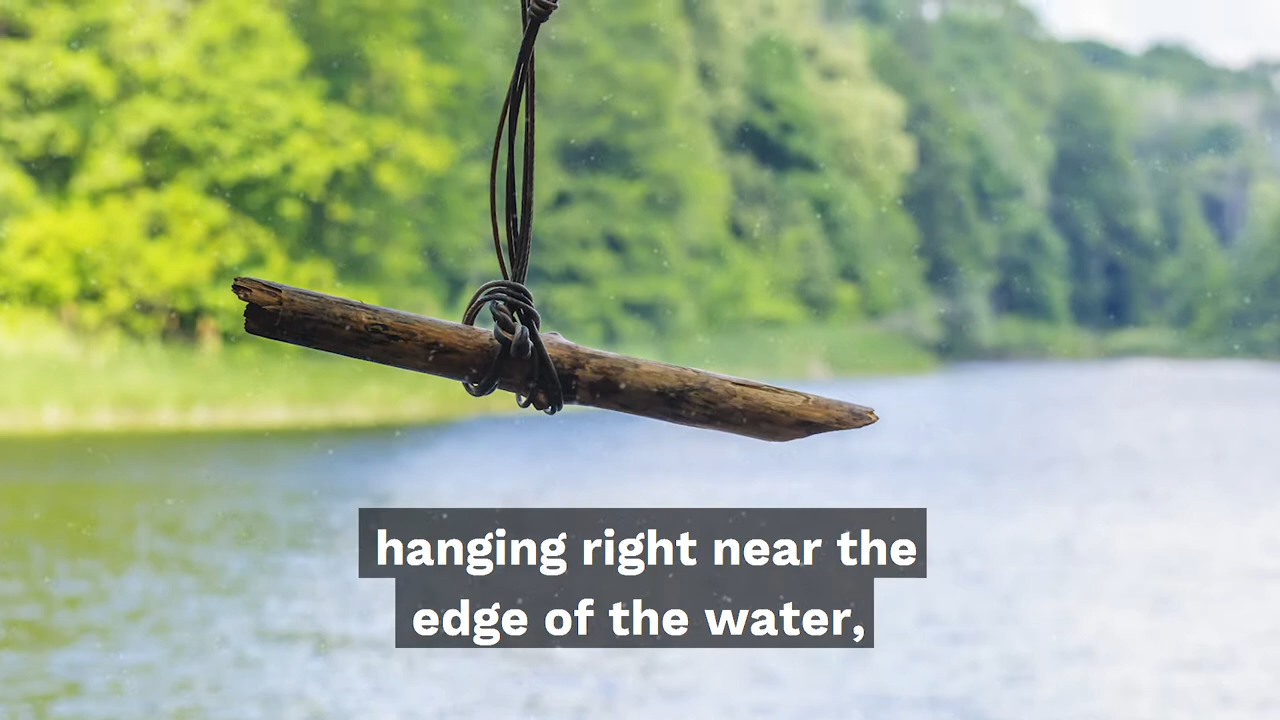 hanging right near the
edge of the water,